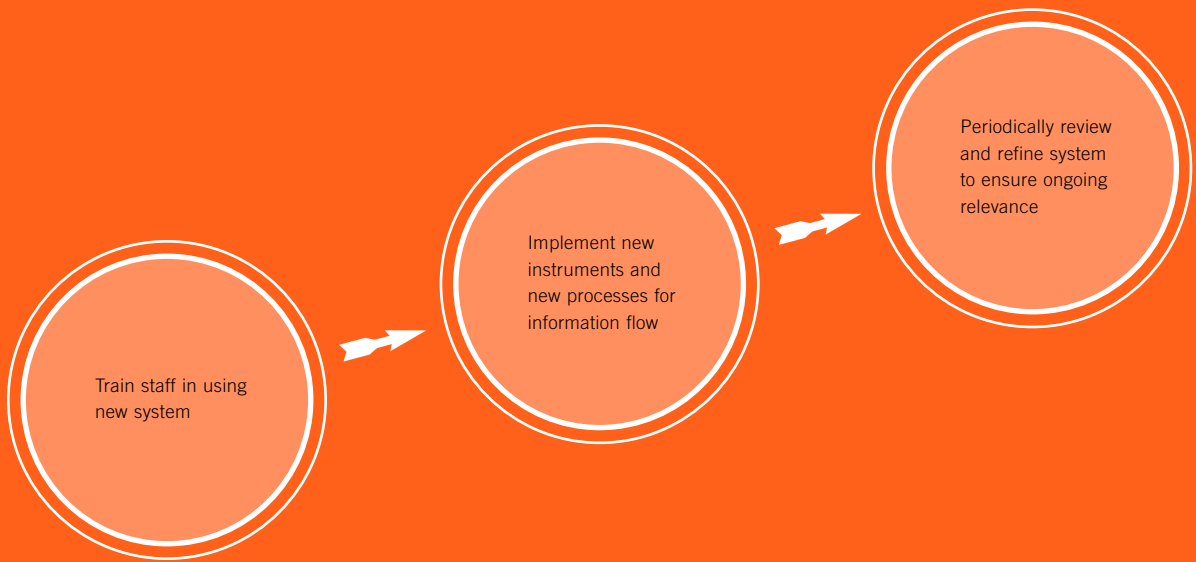 Train staff in using
new system
Implement new
instruments and
new processes for
information flow
Periodically review
and refine system
to ensure ongoing
relevance